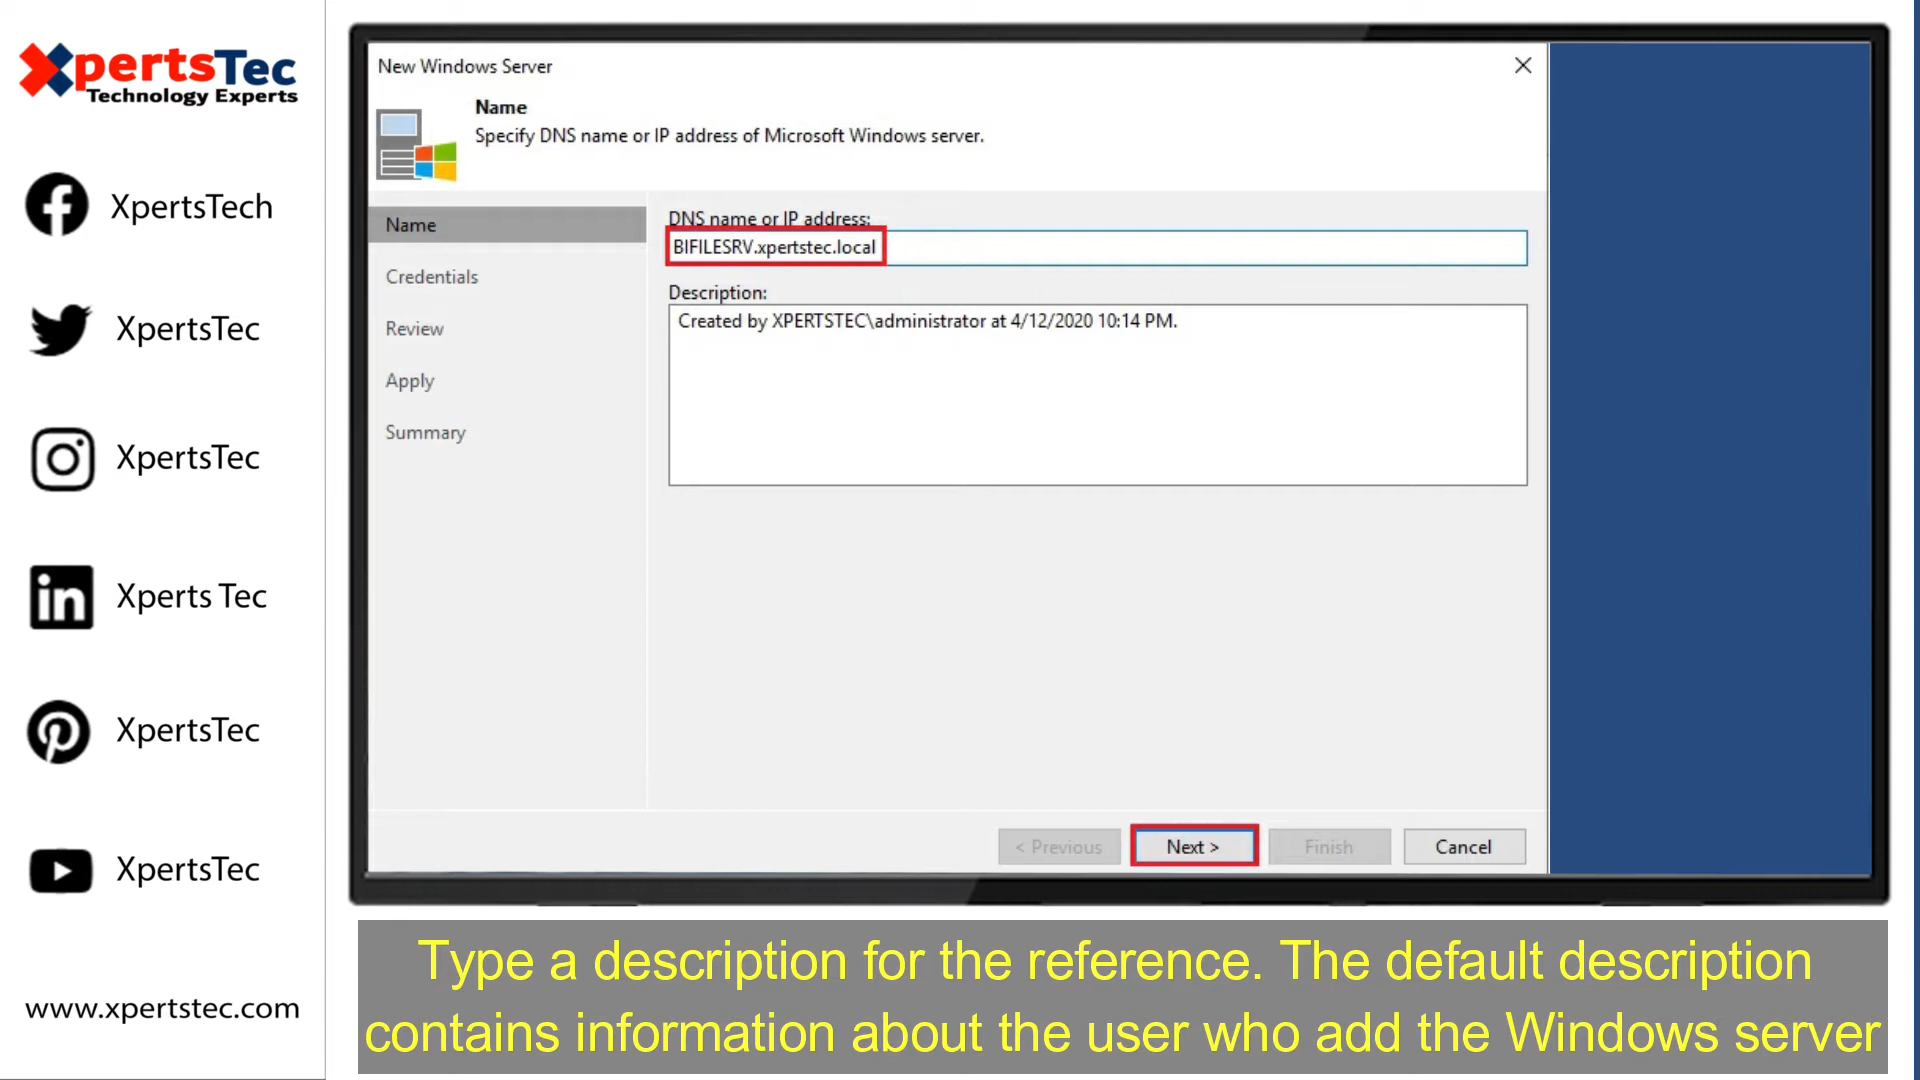 XpertsTec
Technology Experts
XpertsTech
XpertsTec
XpertsTec
Xperts Tec
XpertsTec
XpertsTec
www.xpertstec.com
New Windows Server
Name
Specify DNS name or IP address of Microsoft Windows server.
Name
Credentials
Review
Apply
Summary
DNS name or IP address:
BIFILESRV.xpertstec.local
Description:
Created by XPERTSTEC\administrator at 4/12/2020 10:14 PM.
< Previous
Next >
Finish
Cancel
Type a description for the reference. The default description
contains information about the user who add the Windows server